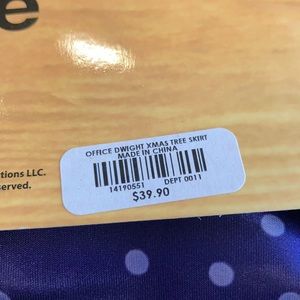 e
OFFICE DWIGHT XMAS TREE SKIRT
MADE IN CHINA
14190551 DEPT 0011
$39.90
tions LLC.
served.